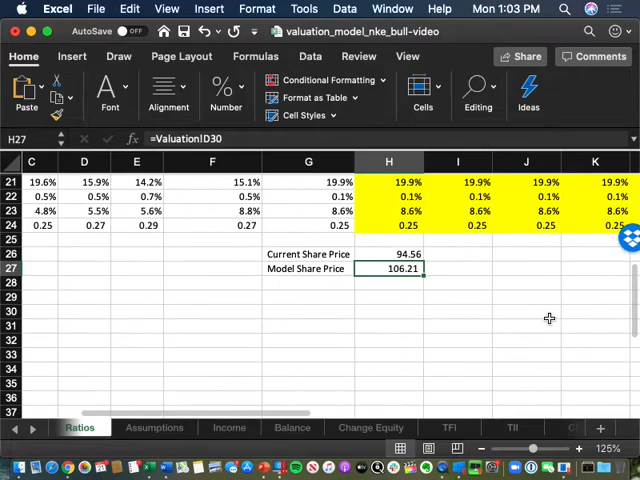 Excel File Edit View Insert Format Tools Data Window Help Mon 1:03 PM
AutoSave OFF valuation_model_nke_bull-video
Home Insert Draw Page Layout Formulas Data Review View Share Comments
Paste Font Alignment Number Conditional Formatting Format as Table Cell Styles Cells Editing Ideas
H27 fx =Valuation!D30
C D E F G H I J K
21 19.6% 15.9% 14.2% 15.1% 19.9% 19.9% 19.9% 19.9% 19.9%
22 0.5% 0.5% 0.7% 0.5% 0.1% 0.1% 0.1% 0.1% 0.1%
23 4.8% 5.5% 5.6% 8.8% 8.6% 8.6% 8.6% 8.6% 8.6%
24 0.25 0.27 0.29 0.27 0.25 0.25 0.25 0.25 0.25
25
26 Current Share Price 94.56
27 Model Share Price 106.21
28
29
30
31
32
33
34
35
36
37
Ratios Assumptions Income Balance Change Equity TFI TII
125%